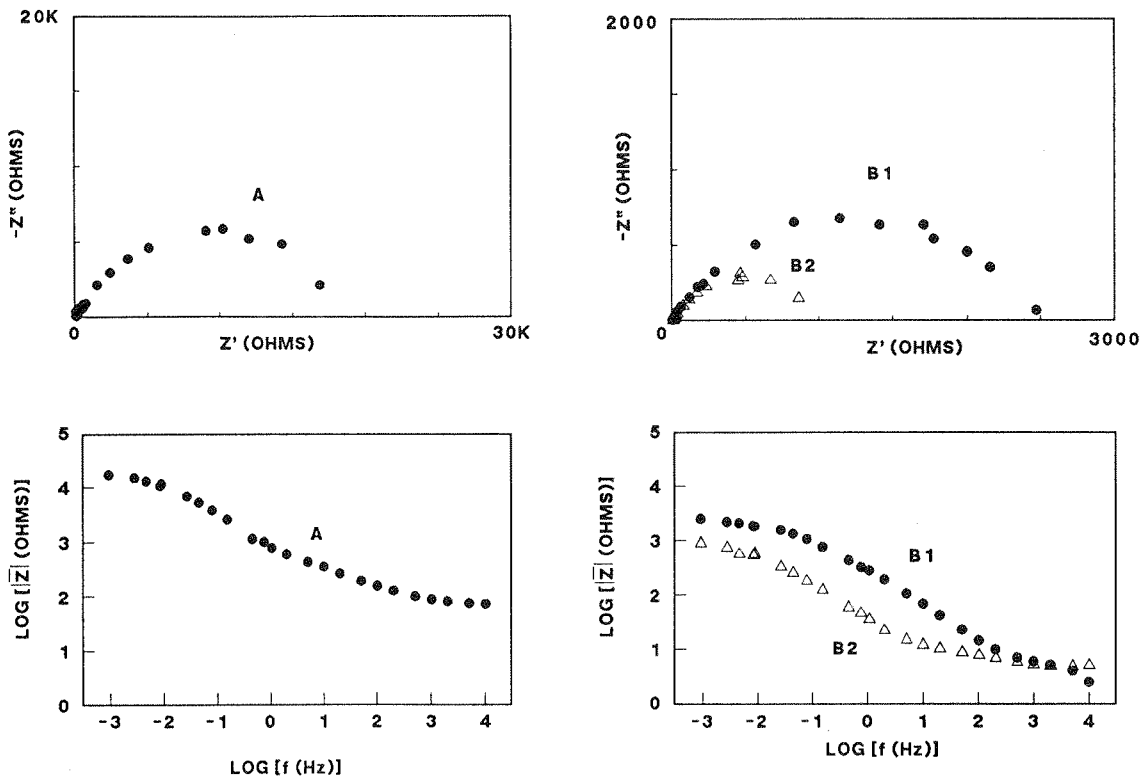 20K
-Z" (OHMS)
A
0
30K
Z' (OHMS)
2000
-Z" (OHMS)
B1
B2
0
3000
Z' (OHMS)
5
4
3
2
1
0
LOG [|Z| (OHMS)]
A
-3
-2
-1
0
1
2
3
4
LOG [f (Hz)]
5
4
3
2
1
0
LOG [|Z| (OHMS)]
B1
B2
-3
-2
-1
0
1
2
3
4
LOG [f (Hz)]